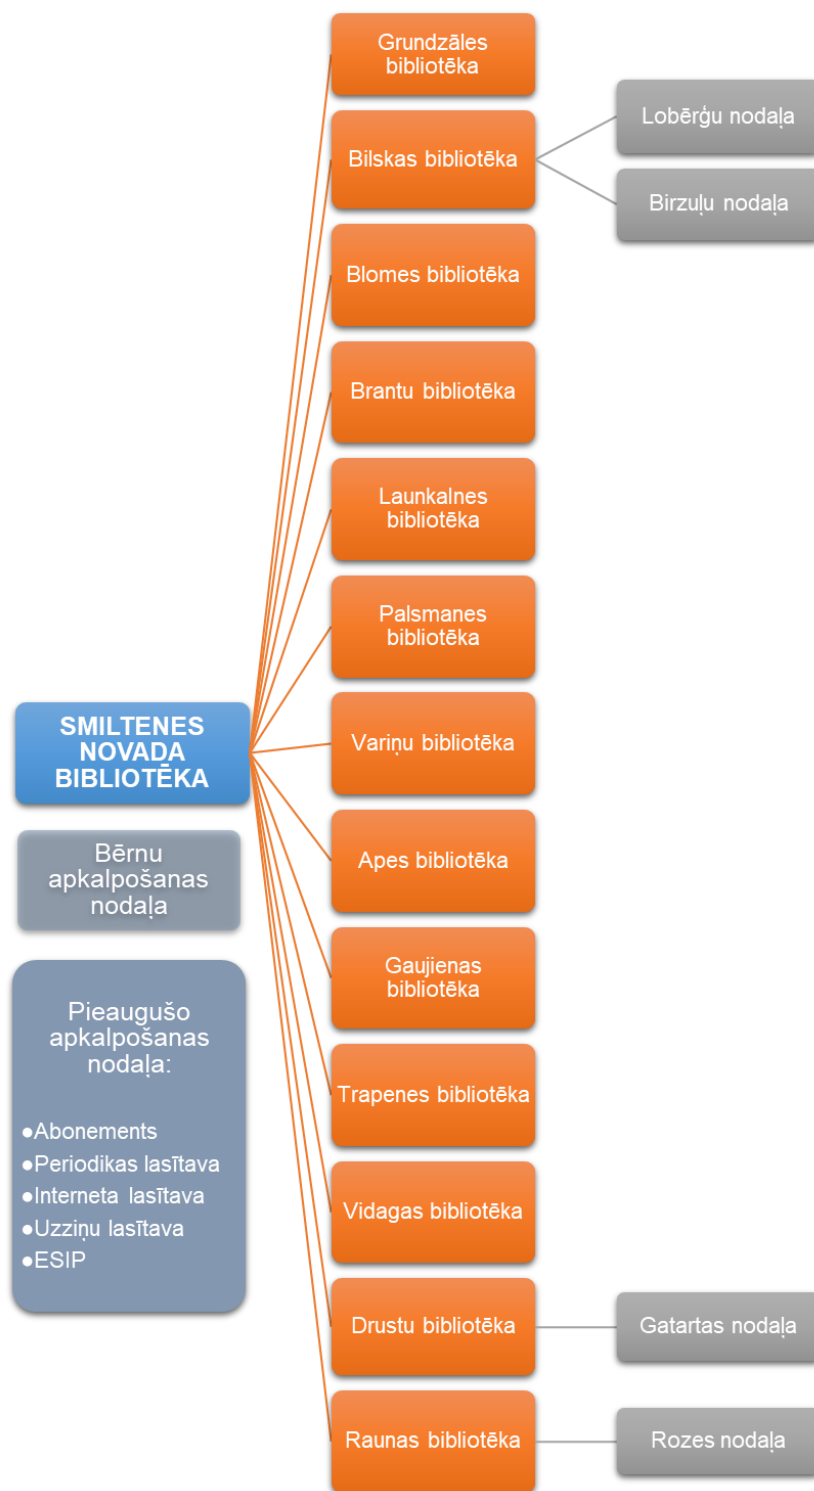 Grundzāles
bibliotēka
Bilskas bibliotēka
Lobērģu nodaļa
Birzuļu nodaļa
Blomes bibliotēka
Brantu bibliotēka
Launkalnes
bibliotēka
Palsmanes
bibliotēka
SMILTENES
NOVADA
BIBLIOTĒKA
Variņu bibliotēka
Bērnu
apkalpošanas
nodaļa
Apes bibliotēka
Gaujienas
bibliotēka
Pieaugušo
apkalpošanas
nodaļa:
●Abonements
●Periodikas lasītava
●Interneta lasītava
●Uzziņu lasītava
●ESIP
Trapenes bibliotēka
Vidagas bibliotēka
Drustu bibliotēka
Gatartas nodaļa
Raunas bibliotēka
Rozes nodaļa